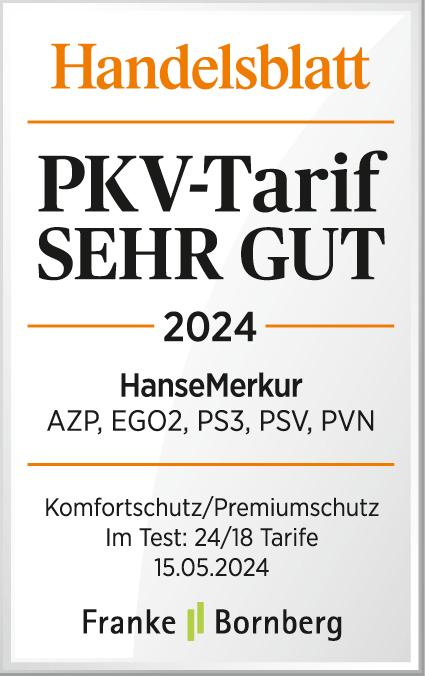 Handelsblatt
PKV-Tarif
SEHR GUT
2024
HanseMerkur
AZP, EGO2, PS3, PSV, PVN
Komfortschutz/Premiumschutz
Im Test: 24/18 Tarife
15.05.2024
Franke Bornberg